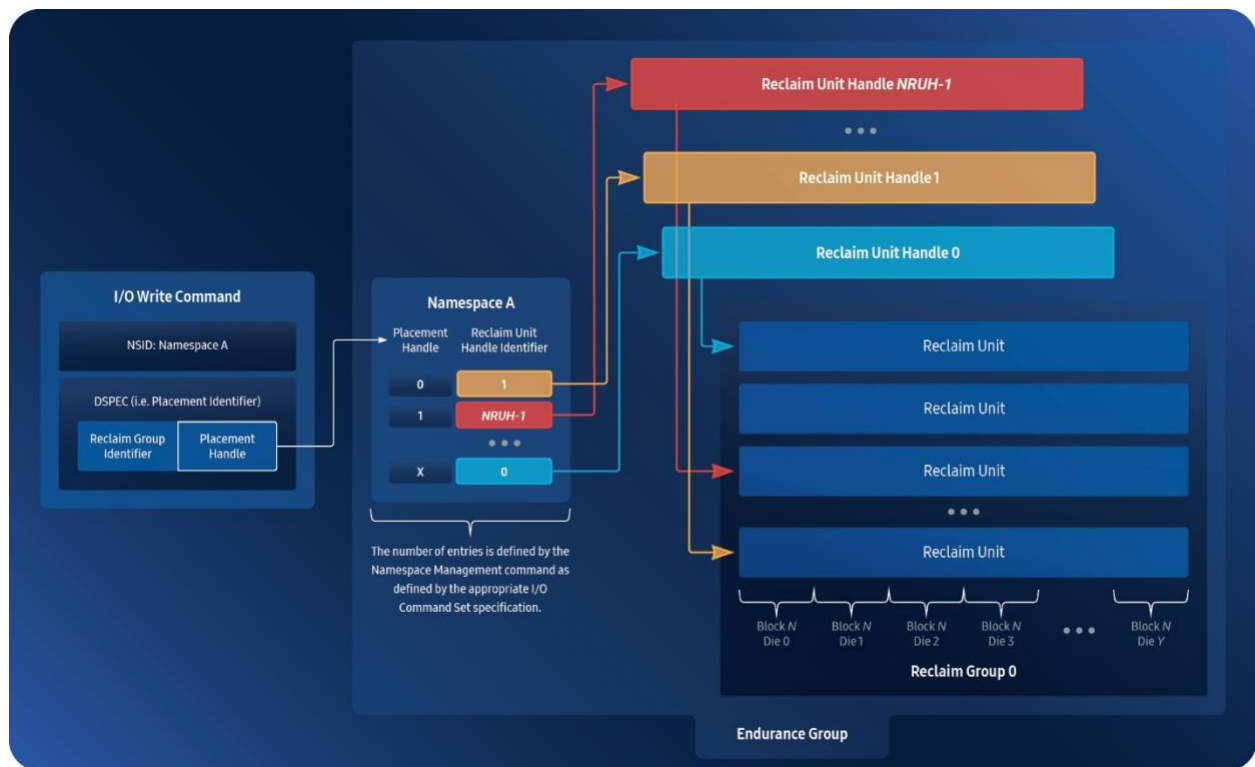 Reclaim Unit Handle NRUH-1
Reclaim Unit Handle 1
Reclaim Unit Handle 0
I/O Write Command
NSID: Namespace A
DSPEC (i.e. Placement Identifier)
Reclaim Group
Identifier
Placement
Handle
Namespace A
Placement
Handle
Reclaim Unit
Handle Identifier
0
1
1
NRUH-1
X
0
The number of entries is defined by the
Namespace Management command as
defined by the appropriate I/O
Command Set specification.
Reclaim Unit
Reclaim Unit
Reclaim Unit
Reclaim Unit
Block N
Die 0
Block N
Die 1
Block N
Die 2
Block N
Die 3
Block N
Die Y
Reclaim Group 0
Endurance Group